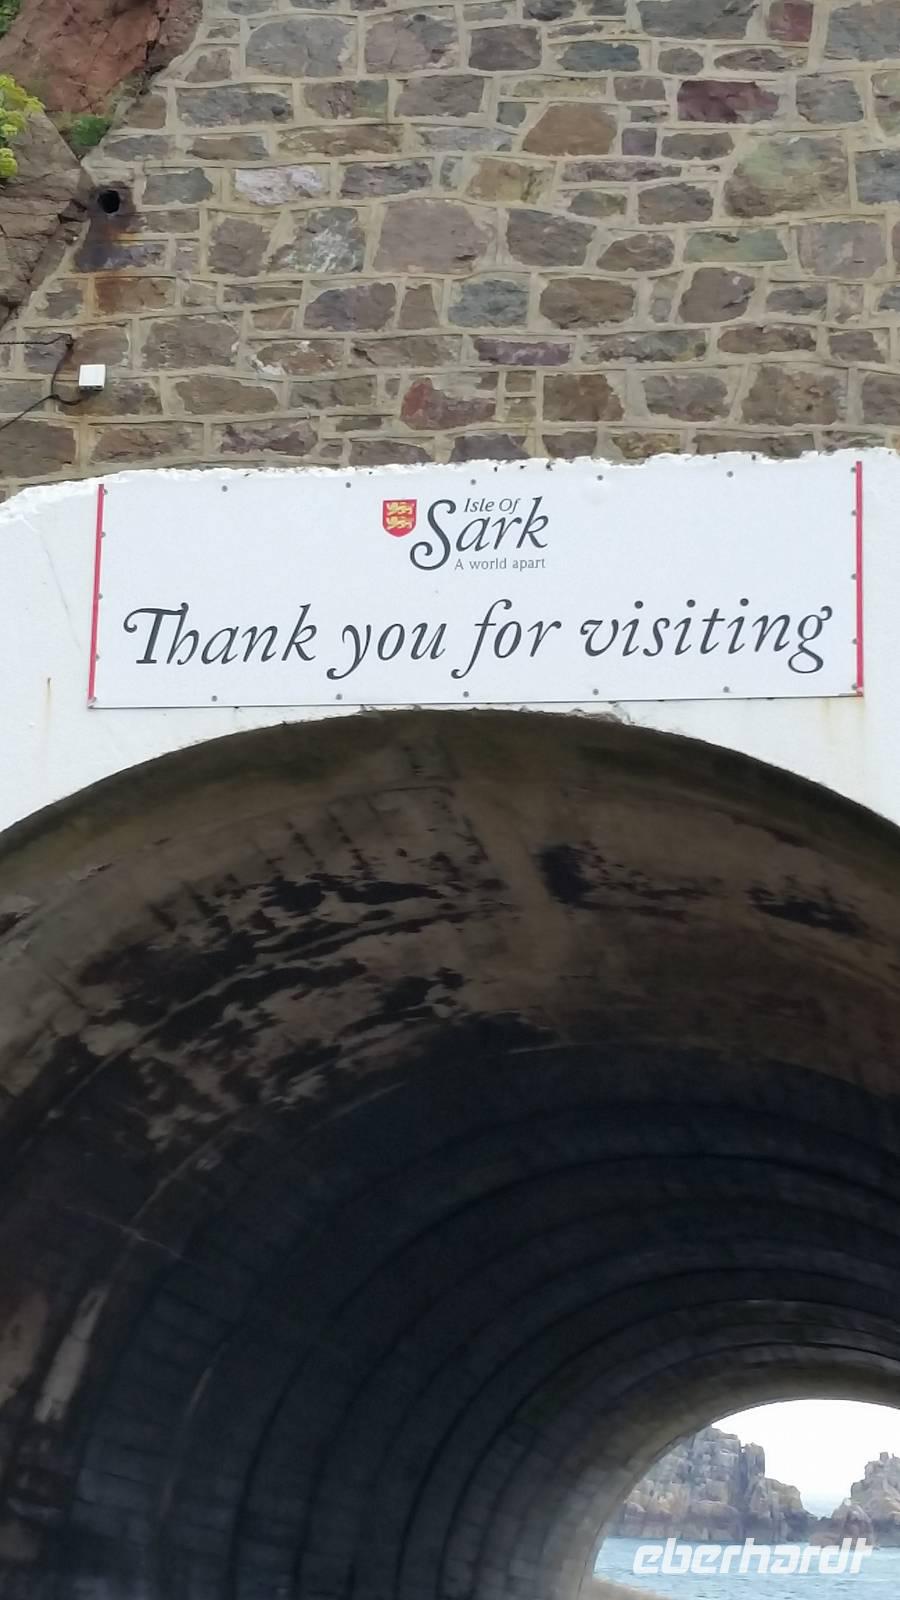 Isle Of
Sark
A world apart
Thank you for visiting
eberhardt